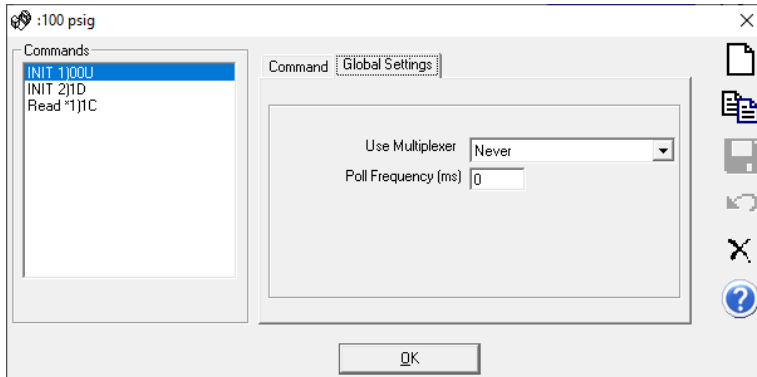 :100 psig
Commands
INIT 1)00U
INIT 2)1D
Read *1)1C
Command
Global Settings
Use Multiplexer
Never
Poll Frequency (ms)
0
OK